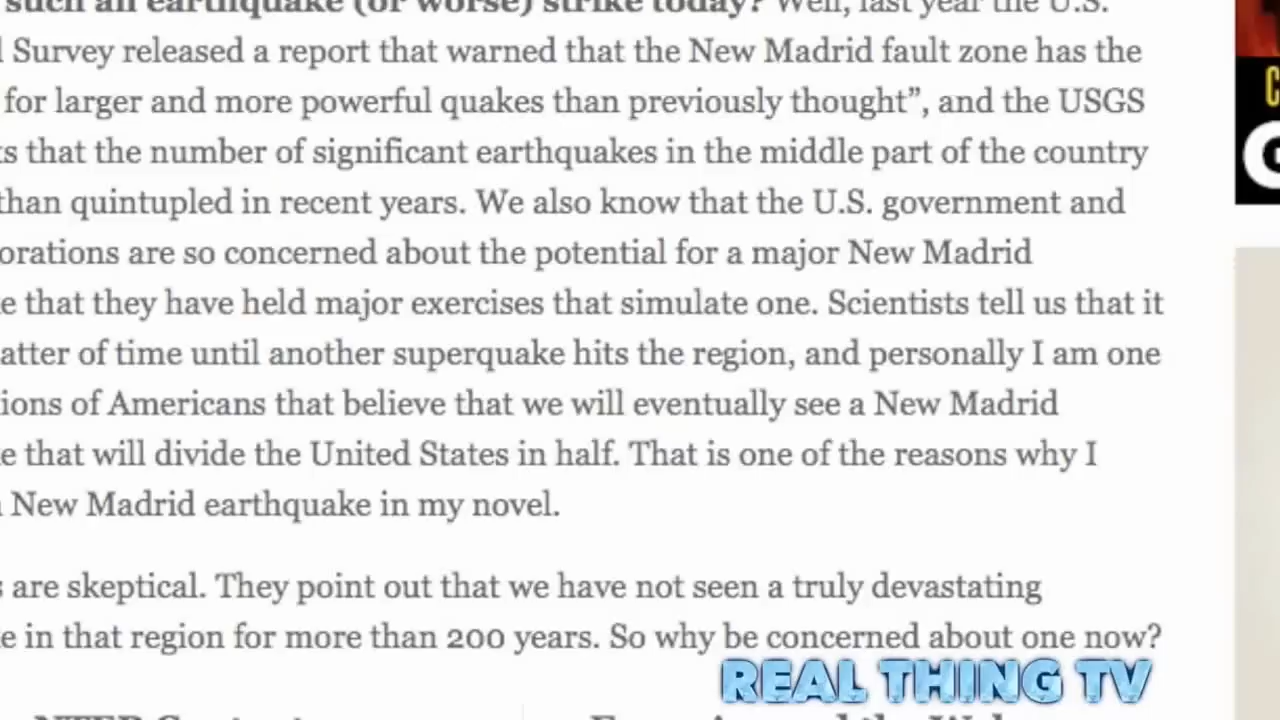 such an earthquake (or worse) strike today? Well, last year the U.S.
Survey released a report that warned that the New Madrid fault zone has the
for larger and more powerful quakes than previously thought”, and the USGS
s that the number of significant earthquakes in the middle part of the country
than quintupled in recent years. We also know that the U.S. government and
orations are so concerned about the potential for a major New Madrid
e that they have held major exercises that simulate one. Scientists tell us that it
atter of time until another superquake hits the region, and personally I am one
ions of Americans that believe that we will eventually see a New Madrid
e that will divide the United States in half. That is one of the reasons why I
New Madrid earthquake in my novel.
s are skeptical. They point out that we have not seen a truly devastating
e in that region for more than 200 years. So why be concerned about one now?
REAL THING TV